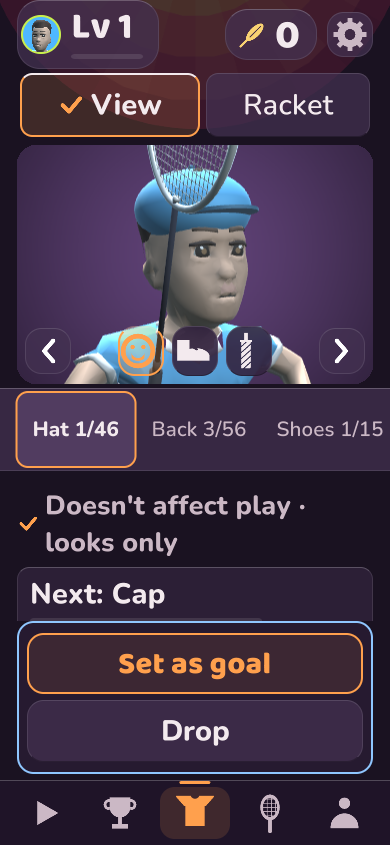 Lv 1
0
View
Racket
Hat 1/46
Back 3/56
Shoes 1/15
Doesn't affect play ·
looks only
Next: Cap
Set as goal
Drop